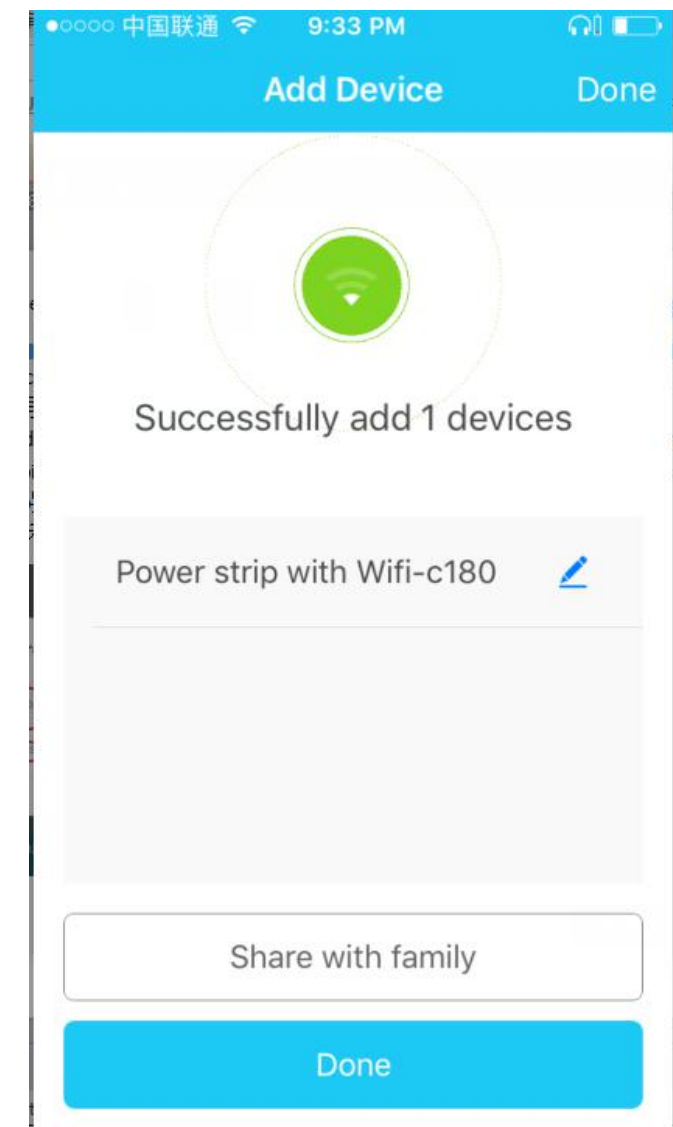 中国联通 9:33 PM
Add Device Done
Successfully add 1 devices
Power strip with Wifi-c180
Share with family
Done